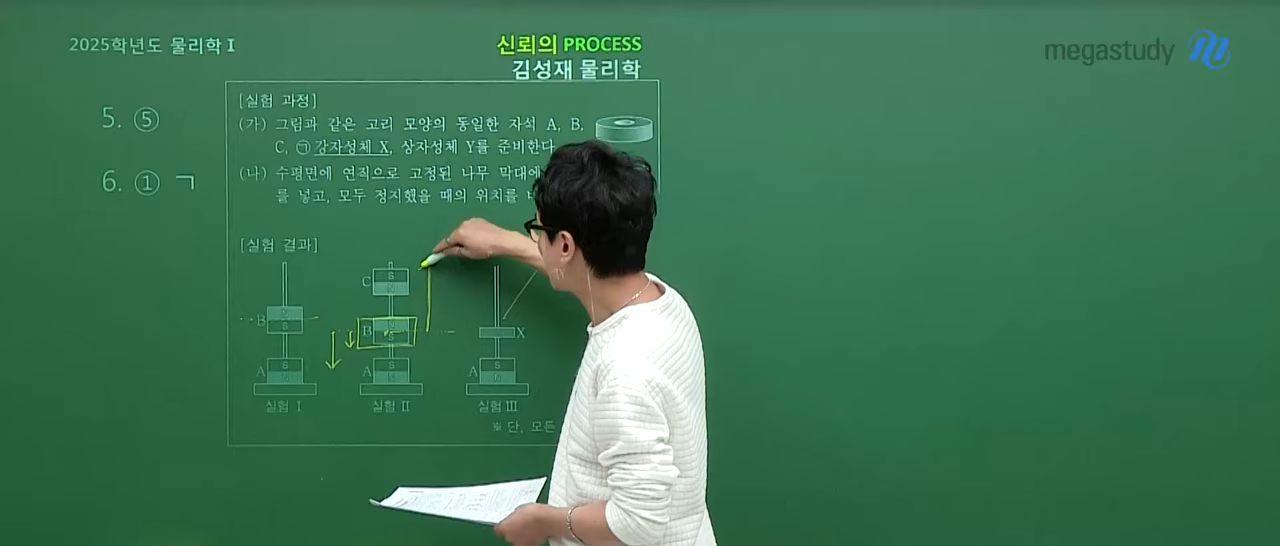 2025학년도 물리학 I
신뢰의 PROCESS
김성재 물리학
megastudy
5. ⑤
6. ① ㄱ
[실험 과정]
(가) 그림과 같은 고리 모양의 동일한 자석 A, B,
C, ㉠강자성체 X, 상자성체 Y를 준비한다
(나) 수평면에 연직으로 고정된 나무 막대에
를 넣고, 모두 정지했을 때의 위치를
[실험 결과]
B
S
A
S
N
실험 Ⅰ
C
S
N
B
S
A
S
N
실험 Ⅱ
X
A
S
N
실험 Ⅲ
※ 단, 모든